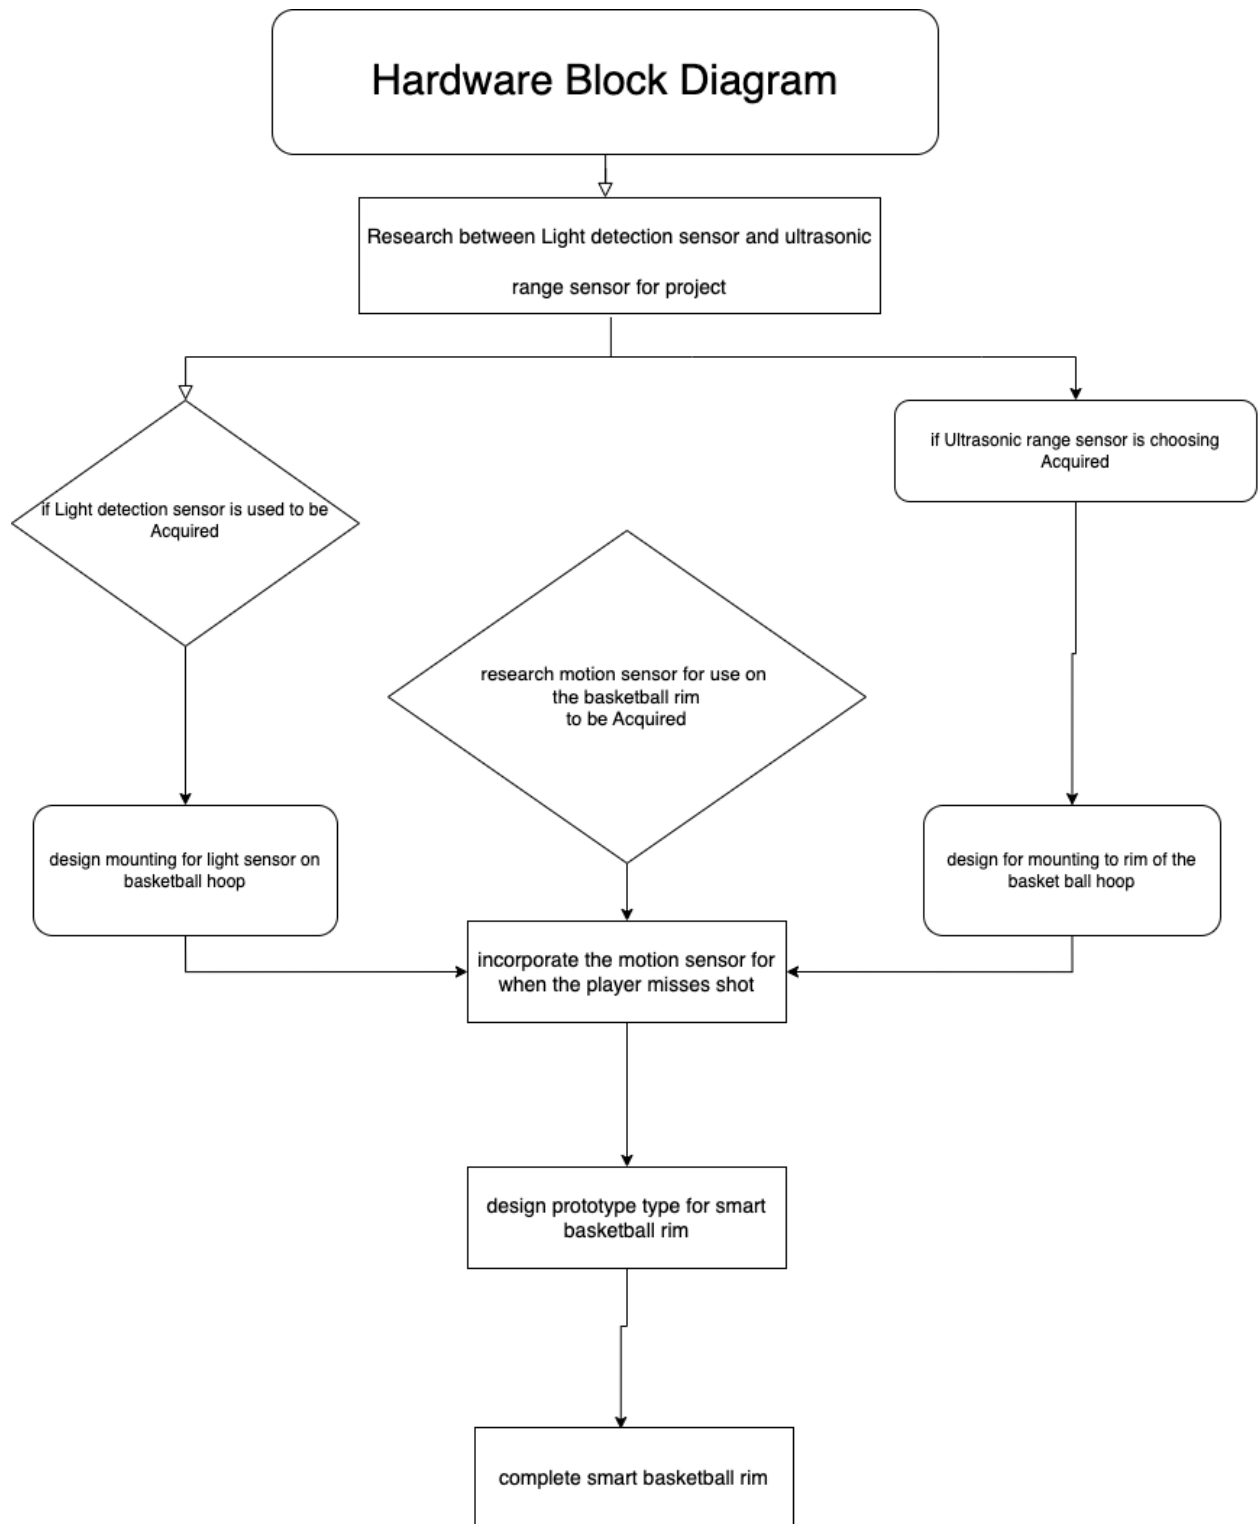 Hardware Block Diagram
Research between Light detection sensor and ultrasonic
range sensor for project
if Light detection sensor is used to be
Acquired
if Ultrasonic range sensor is choosing
Acquired
research motion sensor for use on
the basketball rim
to be Acquired
design mounting for light sensor on
basketball hoop
design for mounting to rim of the
basket ball hoop
incorporate the motion sensor for
when the player misses shot
design prototype type for smart
basketball rim
complete smart basketball rim